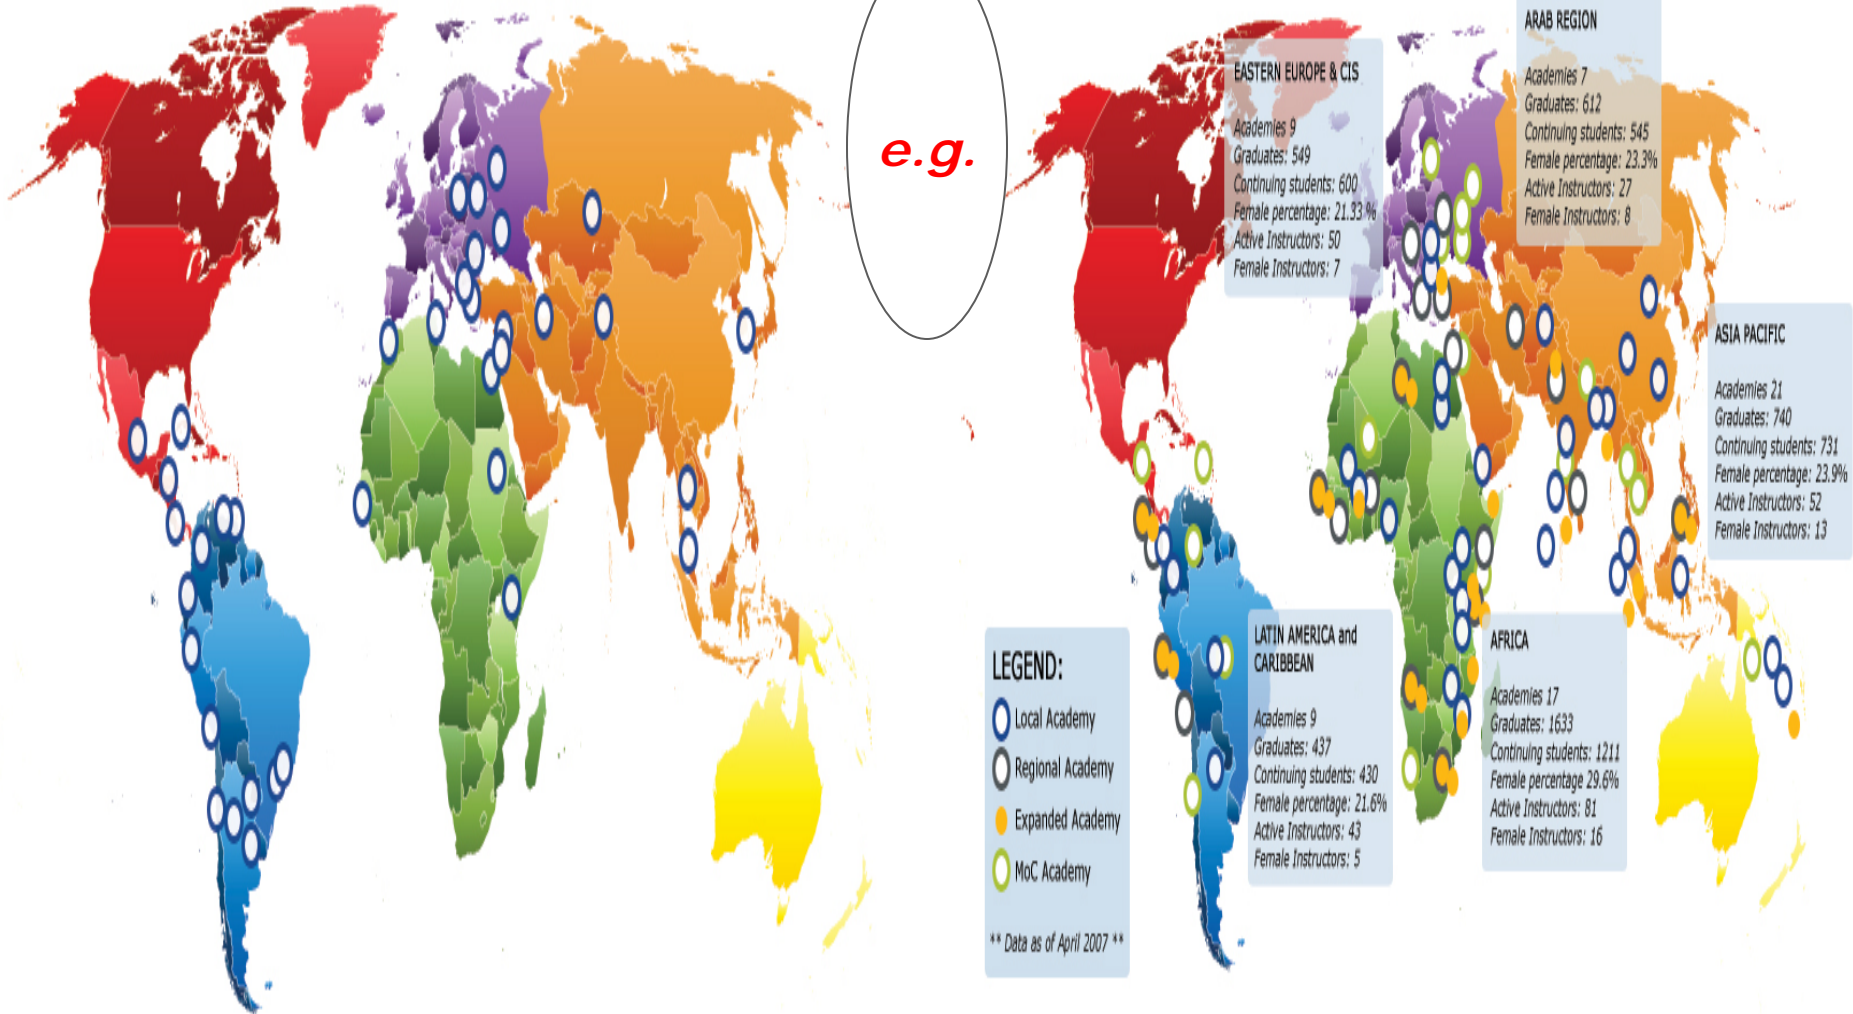 e.g.
EASTERN EUROPE & CIS
Academies 9
Graduates: 549
Continuing students: 600
Female percentage: 21.33 %
Active Instructors: 50
Female Instructors: 7
ARAB REGION
Academies 7
Graduates: 612
Continuing students: 545
Female percentage: 23.3%
Active Instructors: 27
Female Instructors: 8
ASIA PACIFIC
Academies 21
Graduates: 740
Continuing students: 731
Female percentage: 23.9%
Active Instructors: 52
Female Instructors: 13
LEGEND:
Local Academy
Regional Academy
Expanded Academy
MoC Academy
** Data as of April 2007 **
LATIN AMERICA and
CARIBBEAN
Academies 9
Graduates: 437
Continuing students: 430
Female percentage: 21.6%
Active Instructors: 43
Female Instructors: 5
AFRICA
Academies 17
Graduates: 1633
Continuing students: 1211
Female percentage 29.6%
Active Instructors: 81
Female Instructors: 16